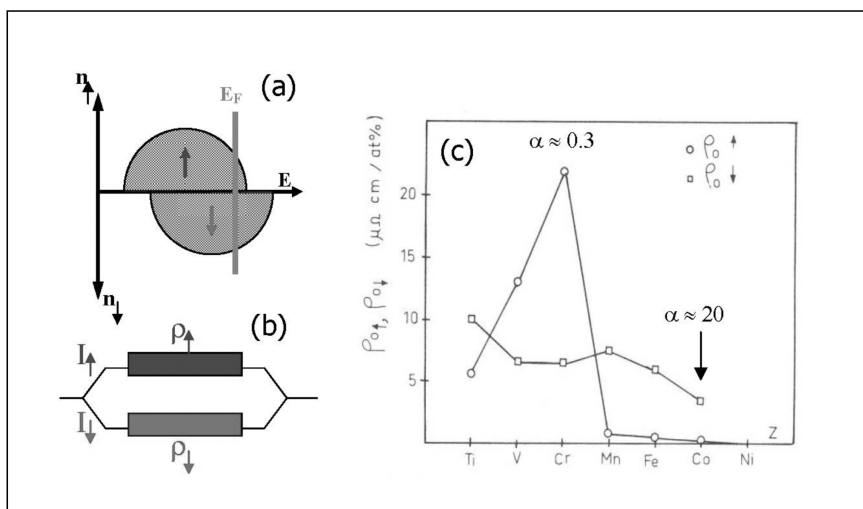 (a)
n↑
E_F
E
n↓
(b)
ρ↑
I↑
I↓
ρ↓
(c)
α ≈ 0.3
ρ₀ ↑
ρ₀ ↓
α ≈ 20
ρ₀↑, ρ₀↓ (μΩ cm / at%)
20
15
10
5
Z
Ti V Cr Mn Fe Co Ni